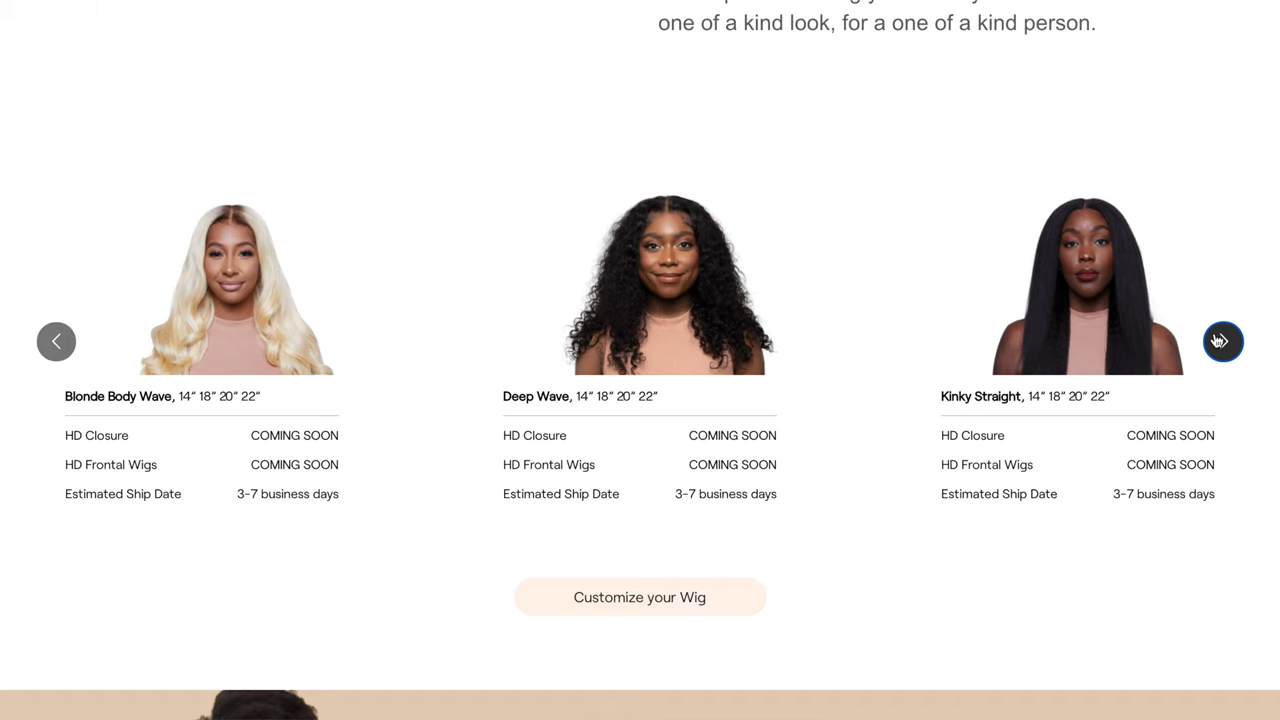 one of a kind look, for a one of a kind person.
Blonde Body Wave, 14” 18” 20” 22”
HD Closure COMING SOON
HD Frontal Wigs COMING SOON
Estimated Ship Date 3-7 business days
Deep Wave, 14” 18” 20” 22”
HD Closure COMING SOON
HD Frontal Wigs COMING SOON
Estimated Ship Date 3-7 business days
Kinky Straight, 14” 18” 20” 22”
HD Closure COMING SOON
HD Frontal Wigs COMING SOON
Estimated Ship Date 3-7 business days
Customize your Wig